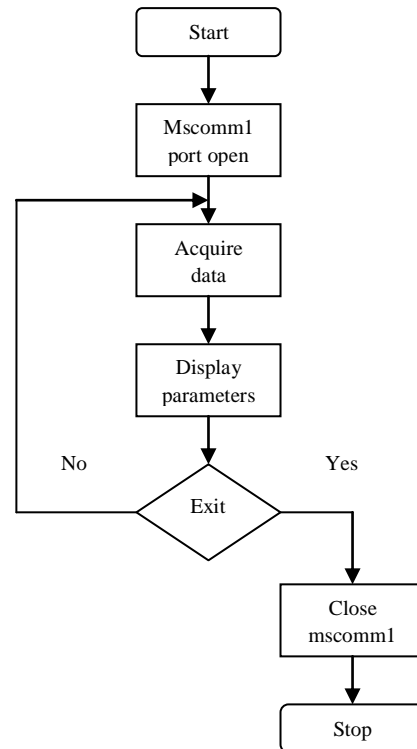 Start
Mscomm1
port open
Acquire
data
Display
parameters
No
Yes
Exit
Close
mscomm1
Stop